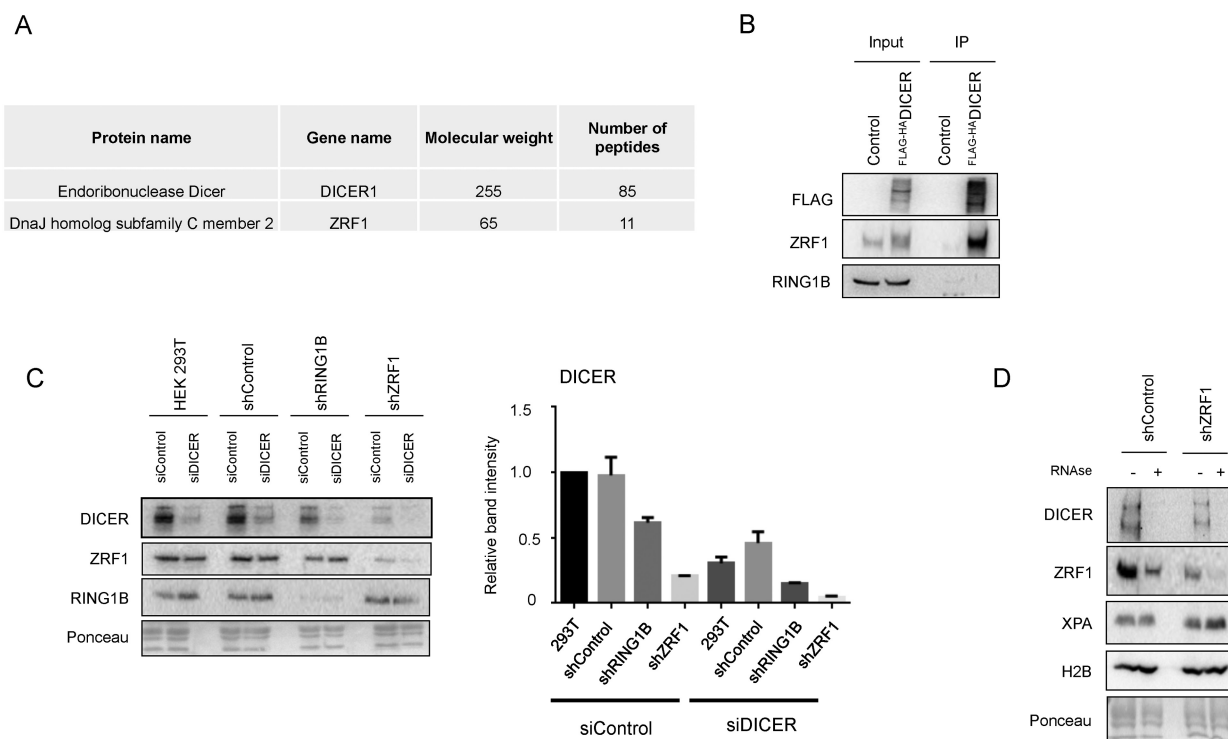 A
Protein name Gene name Molecular weight Number of peptides
Endoribonuclease Dicer DICER1 255 85
DnaJ homolog subfamily C member 2 ZRF1 65 11
B
Input IP
Control FLAG-HADICER Control FLAG-HADICER
FLAG
ZRF1
RING1B
C
HEK 293T shControl shRING1B shZRF1
siControl siDICER siControl siDICER siControl siDICER siControl siDICER
DICER
ZRF1
RING1B
Ponceau
DICER
Relative band intensity
1.5
1.0
0.5
0
293T shControl shRING1B shZRF1 293T shControl shRING1B shZRF1
siControl siDICER
D
shControl shZRF1
RNAse - + - +
DICER
ZRF1
XPA
H2B
Ponceau